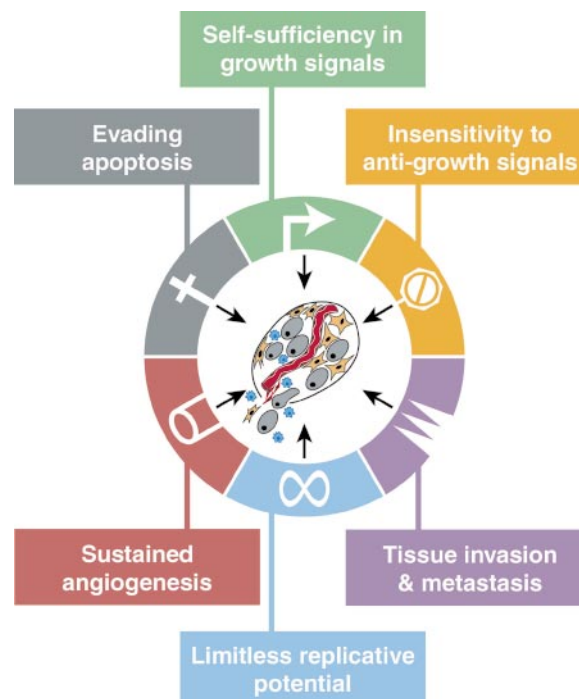 Self-sufficiency in
growth signals
Evading
apoptosis
Insensitivity to
anti-growth signals
Sustained
angiogenesis
Tissue invasion
& metastasis
Limitless replicative
potential